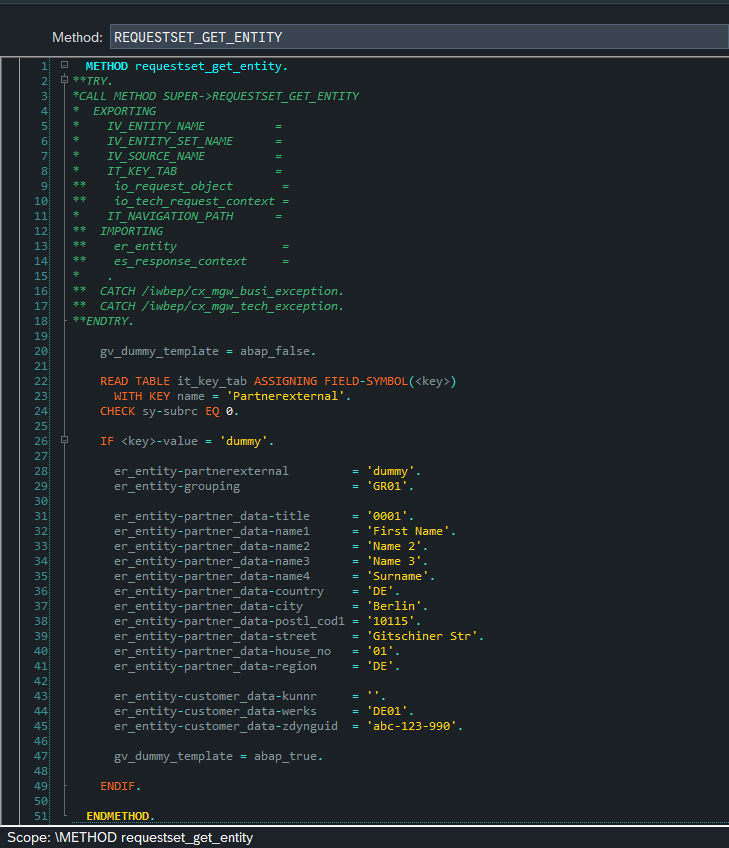 Method: REQUESTSET_GET_ENTITY
1 METHOD requestset_get_entity.
2 **TRY.
3 *CALL METHOD SUPER->REQUESTSET_GET_ENTITY
4 *  EXPORTING
5 *    IV_ENTITY_NAME          =
6 *    IV_ENTITY_SET_NAME      =
7 *    IV_SOURCE_NAME          =
8 *    IT_KEY_TAB              =
9 **    io_request_object       =
10 **    io_tech_request_context =
11 *    IT_NAVIGATION_PATH      =
12 **  IMPORTING
13 **    er_entity               =
14 **    es_response_context     =
15 *    .
16 **  CATCH /iwbep/cx_mgw_busi_exception.
17 **  CATCH /iwbep/cx_mgw_tech_exception.
18 **ENDTRY.
19
20     gv_dummy_template = abap_false.
21
22     READ TABLE it_key_tab ASSIGNING FIELD-SYMBOL(<key>)
23       WITH KEY name = 'Partnerexternal'.
24     CHECK sy-subrc EQ 0.
25
26     IF <key>-value = 'dummy'.
27
28       er_entity-partnerexternal         = 'dummy'.
29       er_entity-grouping                = 'GR01'.
30
31       er_entity-partner_data-title      = '0001'.
32       er_entity-partner_data-name1      = 'First Name'.
33       er_entity-partner_data-name2      = 'Name 2'.
34       er_entity-partner_data-name3      = 'Name 3'.
35       er_entity-partner_data-name4      = 'Surname'.
36       er_entity-partner_data-country    = 'DE'.
37       er_entity-partner_data-city       = 'Berlin'.
38       er_entity-partner_data-postl_cod1 = '10115'.
39       er_entity-partner_data-street     = 'Gitschiner Str'.
40       er_entity-partner_data-house_no   = '01'.
41       er_entity-partner_data-region     = 'DE'.
42
43       er_entity-customer_data-kunnr     = ''.
44       er_entity-customer_data-werks     = 'DE01'.
45       er_entity-customer_data-zdynguid  = 'abc-123-990'.
46
47       gv_dummy_template = abap_true.
48
49     ENDIF.
50
51   ENDMETHOD.
Scope: \METHOD requestset_get_entity